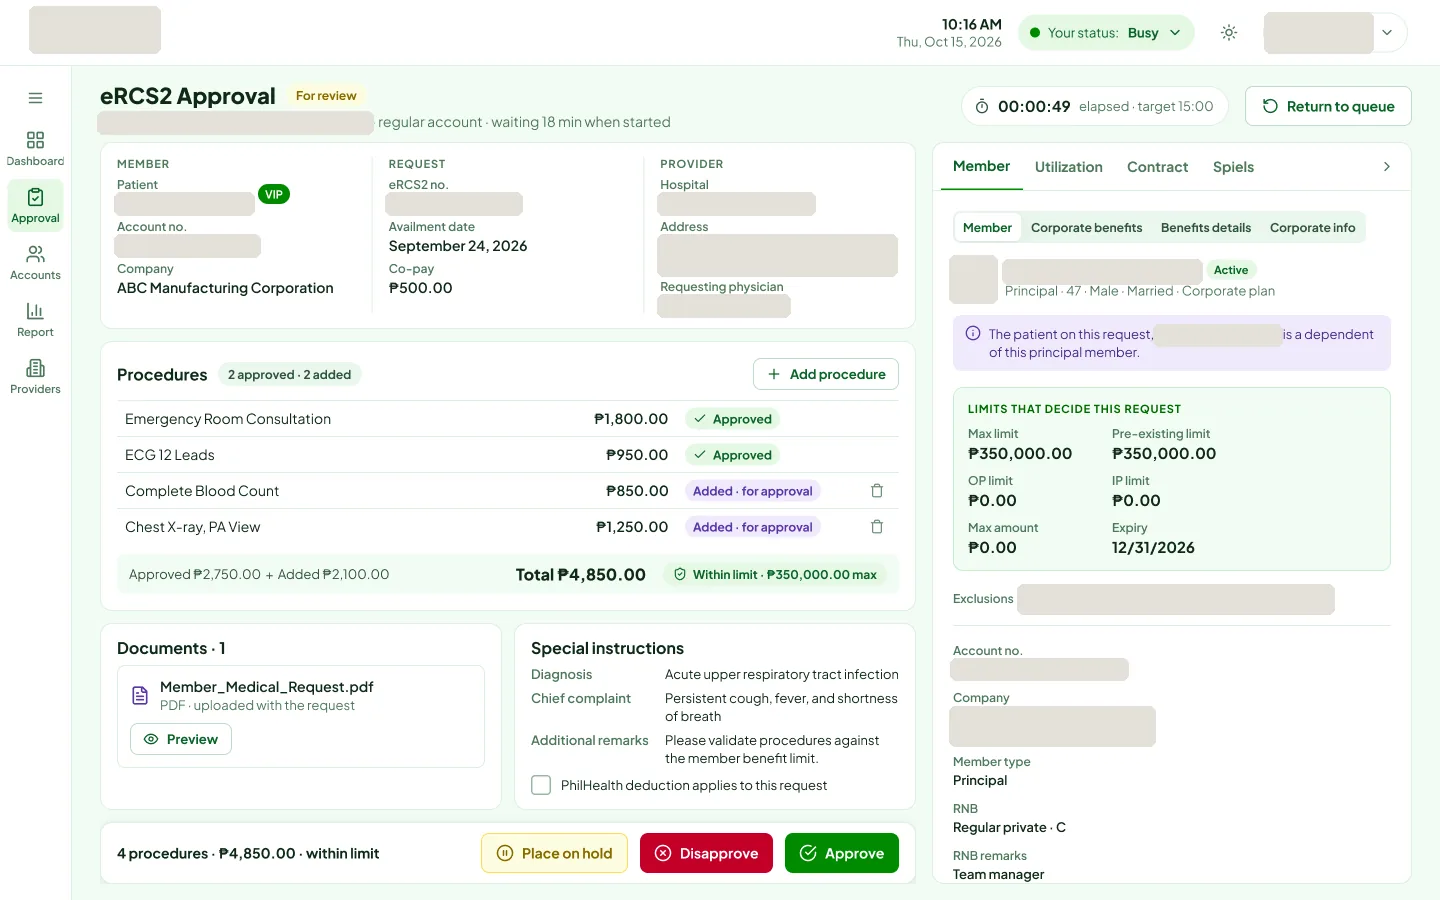 10:16 AM
Thu, Oct 15, 2026
Your status: Busy
Dashboard
Approval
Accounts
Report
Providers
eRCS2 Approval
For review
regular account · waiting 18 min when started
00:00:49 elapsed · target 15:00
Return to queue
MEMBER
Patient
VIP
Account no.
Company
ABC Manufacturing Corporation
REQUEST
eRCS2 no.
Availment date
September 24, 2026
Co-pay
₱500.00
PROVIDER
Hospital
Address
Requesting physician
Procedures
2 approved · 2 added
Add procedure
Emergency Room Consultation ₱1,800.00 Approved
ECG 12 Leads ₱950.00 Approved
Complete Blood Count ₱850.00 Added · for approval
Chest X-ray, PA View ₱1,250.00 Added · for approval
Approved ₱2,750.00 + Added ₱2,100.00
Total ₱4,850.00
Within limit · ₱350,000.00 max
Documents · 1
Member_Medical_Request.pdf
PDF · uploaded with the request
Preview
Special instructions
Diagnosis Acute upper respiratory tract infection
Chief complaint Persistent cough, fever, and shortness
of breath
Additional remarks Please validate procedures against
the member benefit limit.
PhilHealth deduction applies to this request
4 procedures · ₱4,850.00 · within limit
Place on hold
Disapprove
Approve
Member Utilization Contract Spiels
Member Corporate benefits Benefits details Corporate info
Active
Principal · 47 · Male · Married · Corporate plan
The patient on this request, is a dependent
of this principal member.
LIMITS THAT DECIDE THIS REQUEST
Max limit Pre-existing limit
₱350,000.00 ₱350,000.00
OP limit IP limit
₱0.00 ₱0.00
Max amount Expiry
₱0.00 12/31/2026
Exclusions
Account no.
Company
Member type
Principal
RNB
Regular private · C
RNB remarks
Team manager